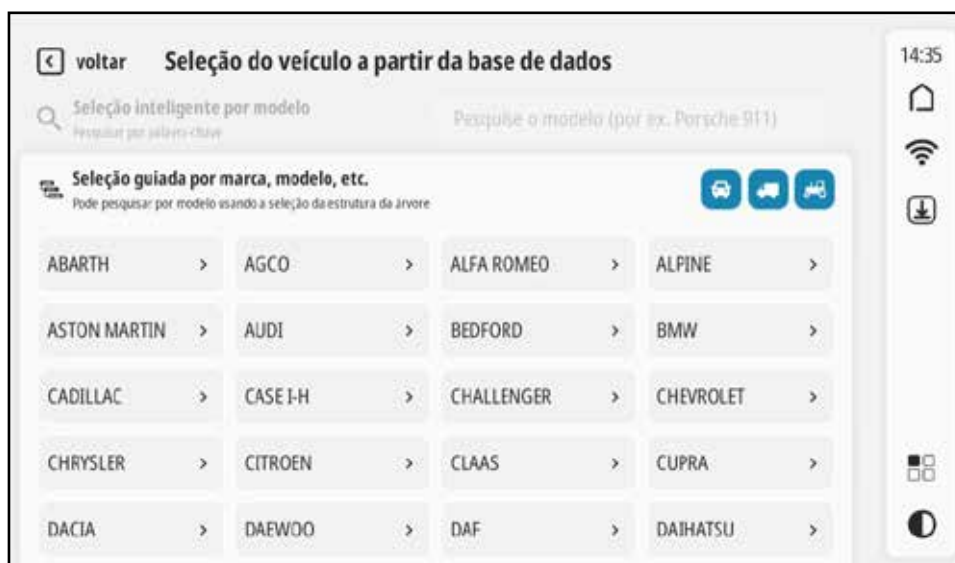 voltar Seleção do veículo a partir da base de dados
14:35
Seleção inteligente por modelo
Pesquisar por palavra-chave
Pesquise o modelo (por ex. Porsche 911)
Seleção guiada por marca, modelo, etc.
Pode pesquisar por modelo usando a seleção da estrutura da árvore
ABARTH AGCO ALFA ROMEO ALPINE
ASTON MARTIN AUDI BEDFORD BMW
CADILLAC CASE I-H CHALLENGER CHEVROLET
CHRYSLER CITROEN CLAAS CUPRA
DACIA DAEWOO DAF DAIHATSU